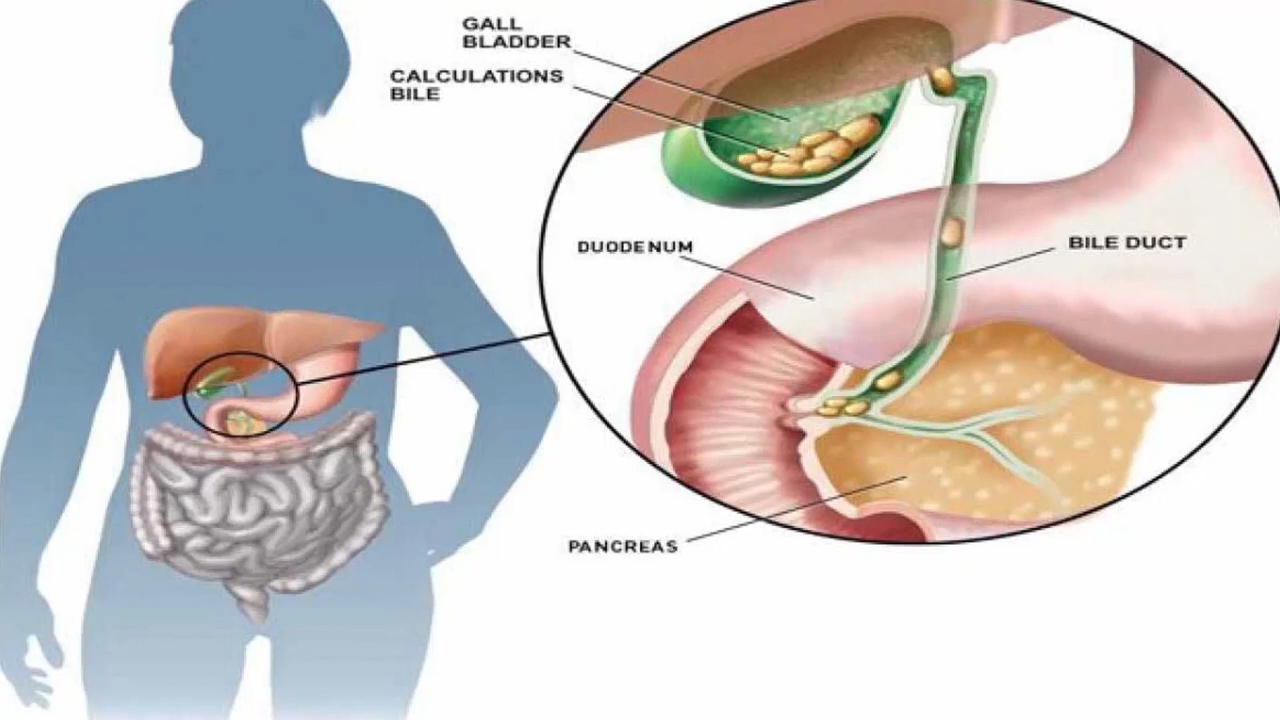 GALL
BLADDER
CALCULATIONS
BILE
DUODENUM
BILE DUCT
PANCREAS